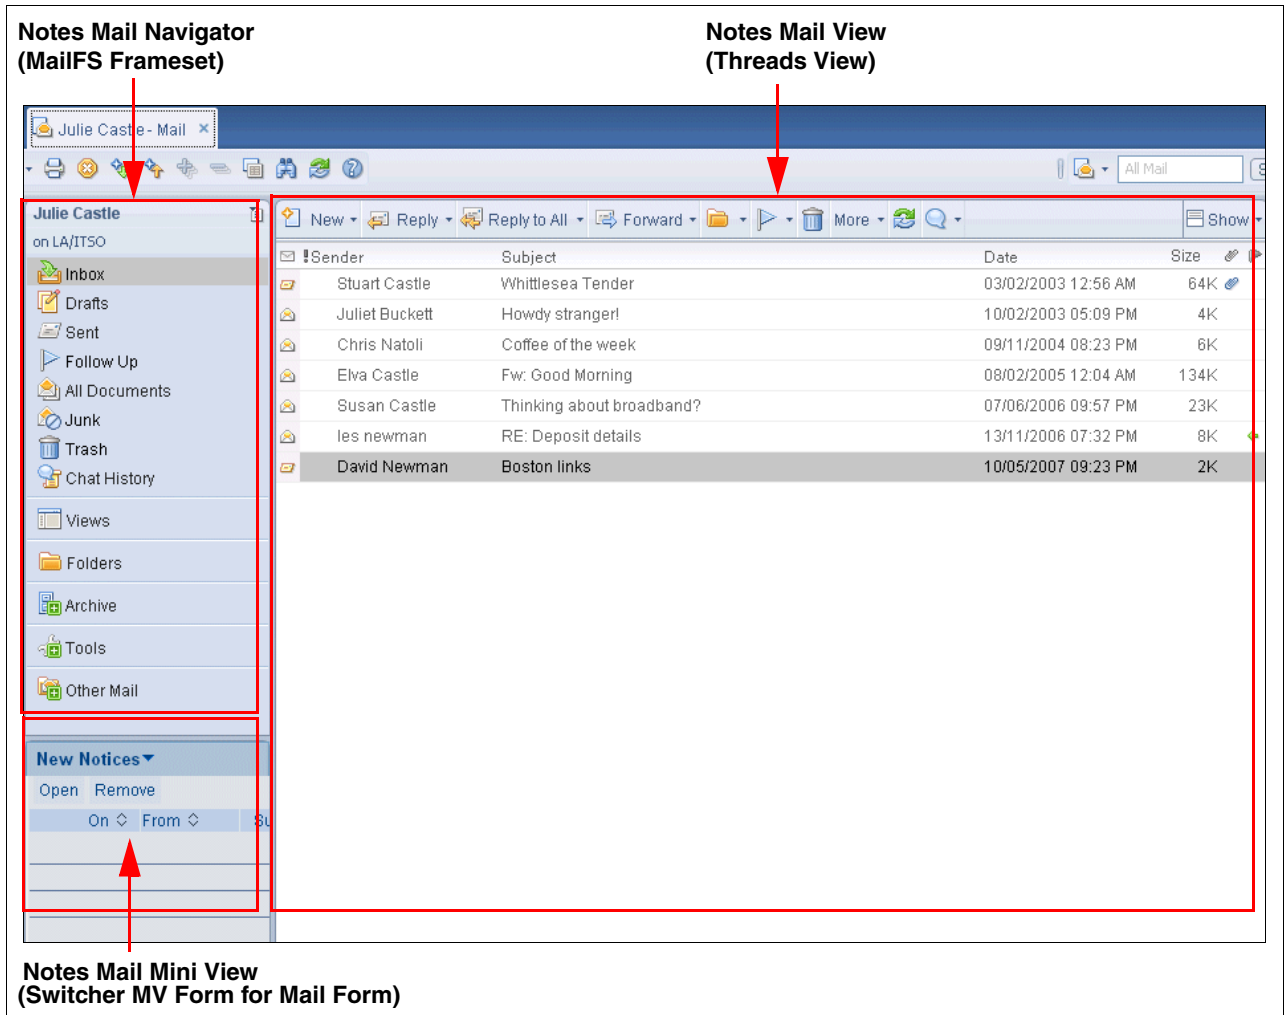 Notes Mail Navigator
(MailFS Frameset)
Notes Mail View
(Threads View)
Julie Castle - Mail ×
All Mail
Julie Castle
on LA/ITSO
Inbox
Drafts
Sent
Follow Up
All Documents
Junk
Trash
Chat History
Views
Folders
Archive
Tools
Other Mail
New Notices
Open Remove
On From Su
New Reply Reply to All Forward More Show
! Sender Subject Date Size
Stuart Castle Whittlesea Tender 03/02/2003 12:56 AM 64K
Juliet Buckett Howdy stranger! 10/02/2003 05:09 PM 4K
Chris Natoli Coffee of the week 09/11/2004 08:23 PM 6K
Elva Castle Fw: Good Morning 08/02/2005 12:04 AM 134K
Susan Castle Thinking about broadband? 07/06/2006 09:57 PM 23K
les newman RE: Deposit details 13/11/2006 07:32 PM 8K
David Newman Boston links 10/05/2007 09:23 PM 2K
Notes Mail Mini View
(Switcher MV Form for Mail Form)